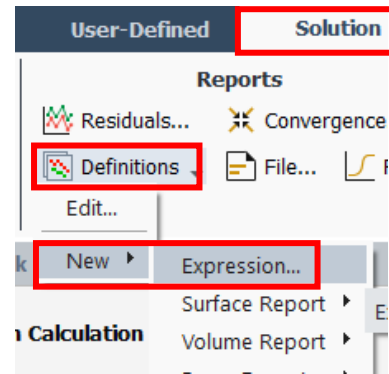 User-Defined Solution
Reports
Residuals... Convergence
Definitions File...
Edit...
New Expression...
Surface Report
Calculation
Volume Report